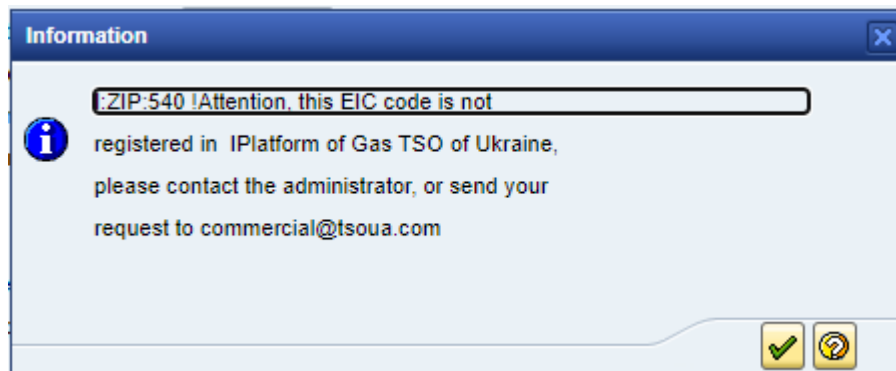 Information
I:ZIP:540 !Attention, this EIC code is not
registered in  IPlatform of Gas TSO of Ukraine,
please contact the administrator, or send your
request to commercial@tsoua.com